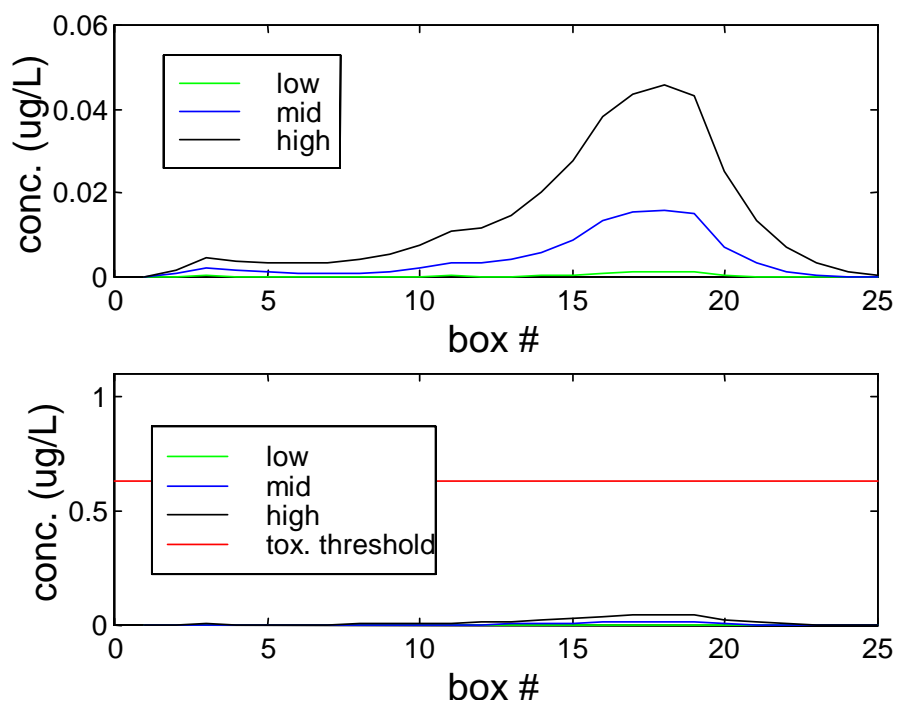 0.06
0.04
0.02
0
conc. (ug/L)
low
mid
high
0 5 10 15 20 25
box #
1
0.5
0
conc. (ug/L)
low
mid
high
tox. threshold
0 5 10 15 20 25
box #